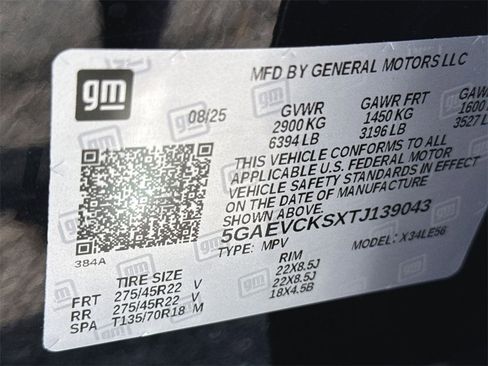 gm
MFD BY GENERAL MOTORS LLC
08/25 GVWR GAWR FRT GAWR
2900 KG 1450 KG 1600
6394 LB 3196 LB 3527
THIS VEHICLE CONFORMS TO ALL
APPLICABLE U.S. FEDERAL MOTOR
VEHICLE SAFETY STANDARDS IN EFFECT
ON THE DATE OF MANUFACTURE
SHOWN ABOVE.
5GAEVCKSXTJ139043
384A
TYPE: MPV MODEL: X34LE56
TIRE SIZE RIM
FRT 275/45R22 V 22X8.5J
RR 275/45R22 V 22X8.5J
SPA T135/70R18 M 18X4.5B